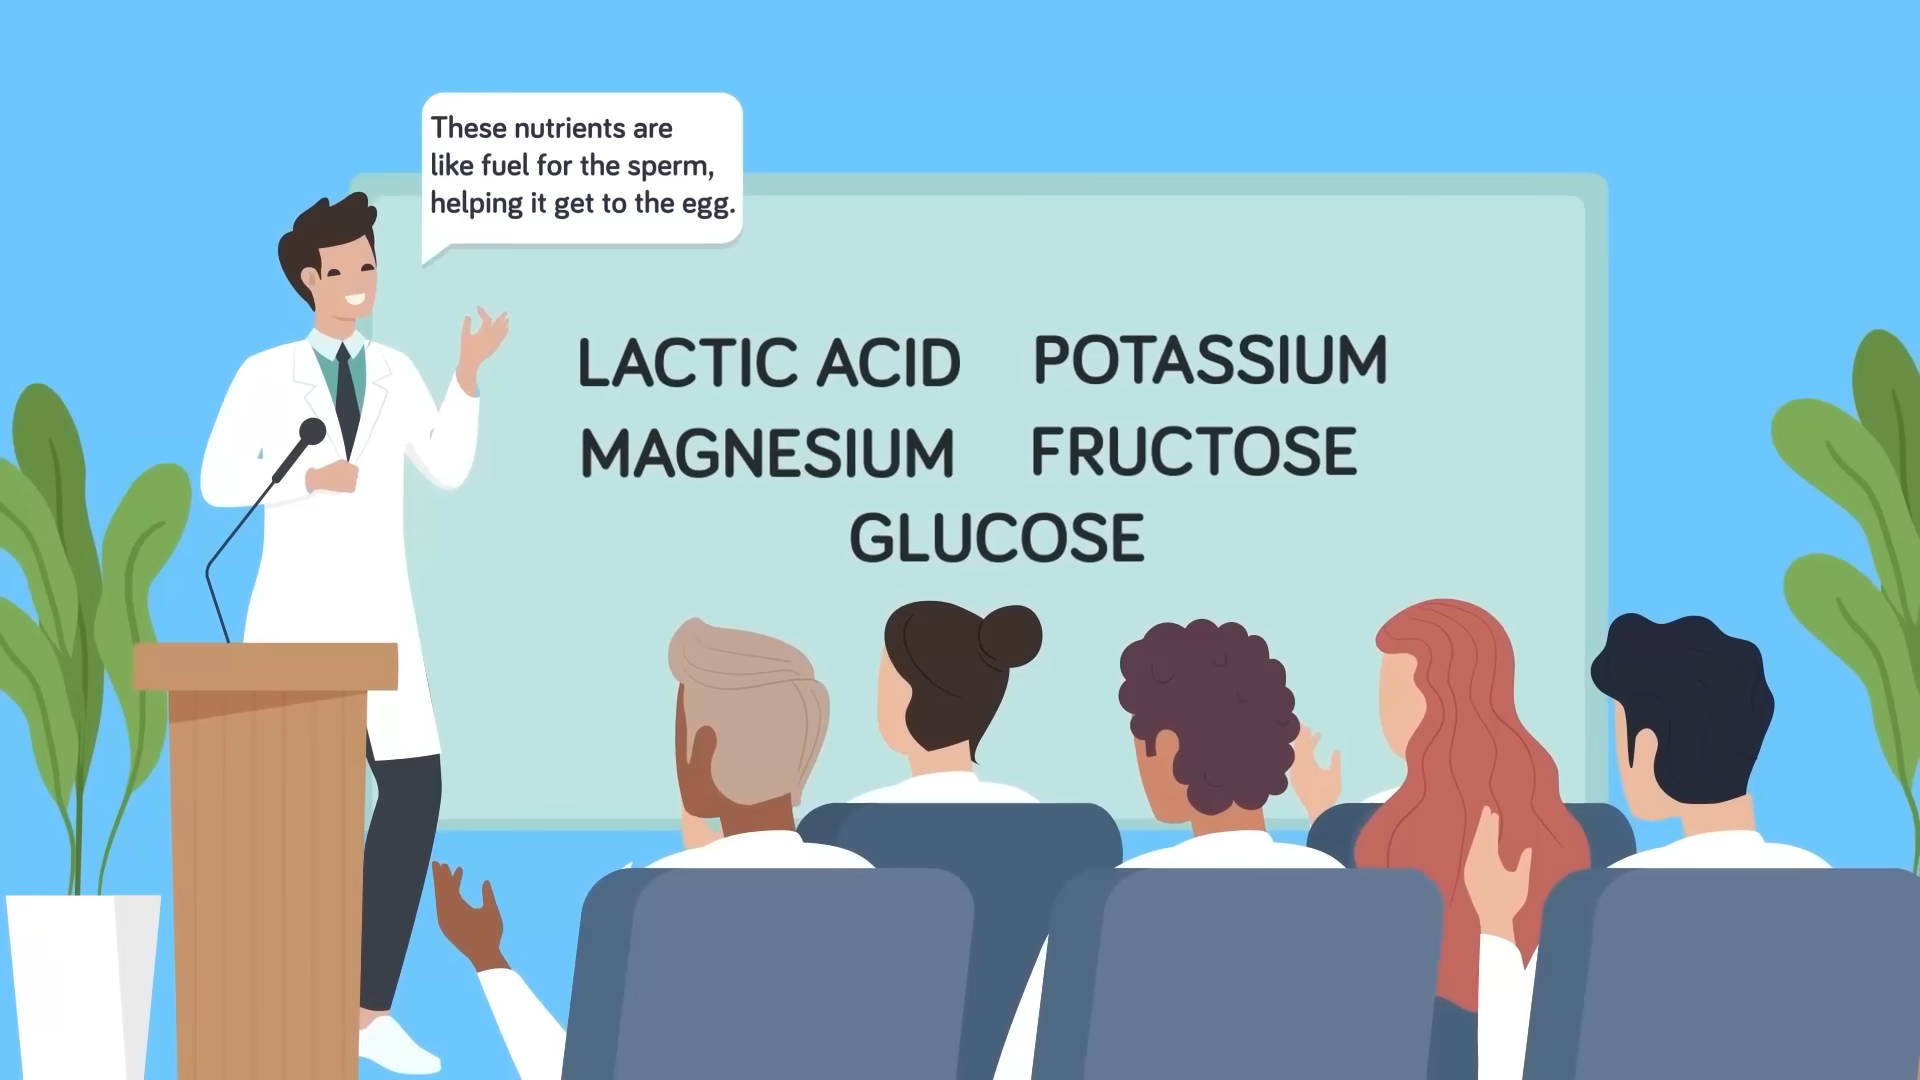 These nutrients are
like fuel for the sperm,
helping it get to the egg.
LACTIC ACID POTASSIUM
MAGNESIUM FRUCTOSE
GLUCOSE